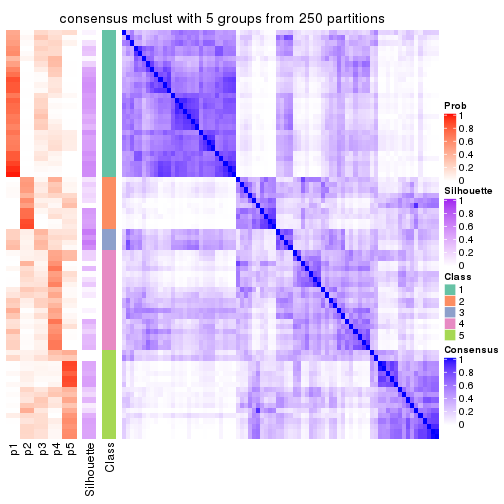 consensus mclust with 5 groups from 250 partitions
Prob
1
0.8
0.6
0.4
0.2
0
Silhouette
1
0.8
0.6
0.4
0.2
0
Class
1
2
3
4
5
Consensus
1
0.8
0.6
0.4
0.2
0
p1
p2
p3
p4
p5
Silhouette
Class